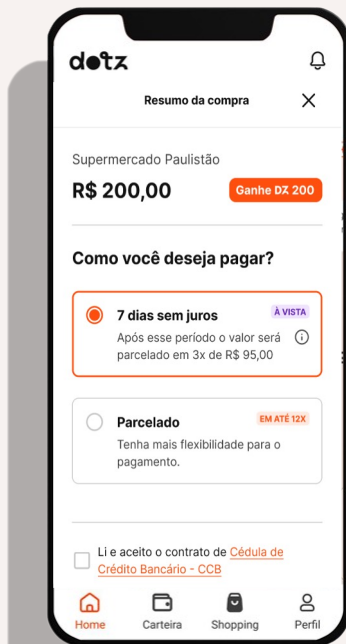 dotz
Resumo da compra
Supermercado Paulistão
R$ 200,00
Ganhe DZ 200
Como você deseja pagar?
7 dias sem juros
À VISTA
Após esse período o valor será
parcelado em 3x de R$ 95,00
Parcelado
EM ATÉ 12X
Tenha mais flexibilidade para o
pagamento.
Li e aceito o contrato de Cédula de
Crédito Bancário - CCB
Home
Carteira
Shopping
Perfil